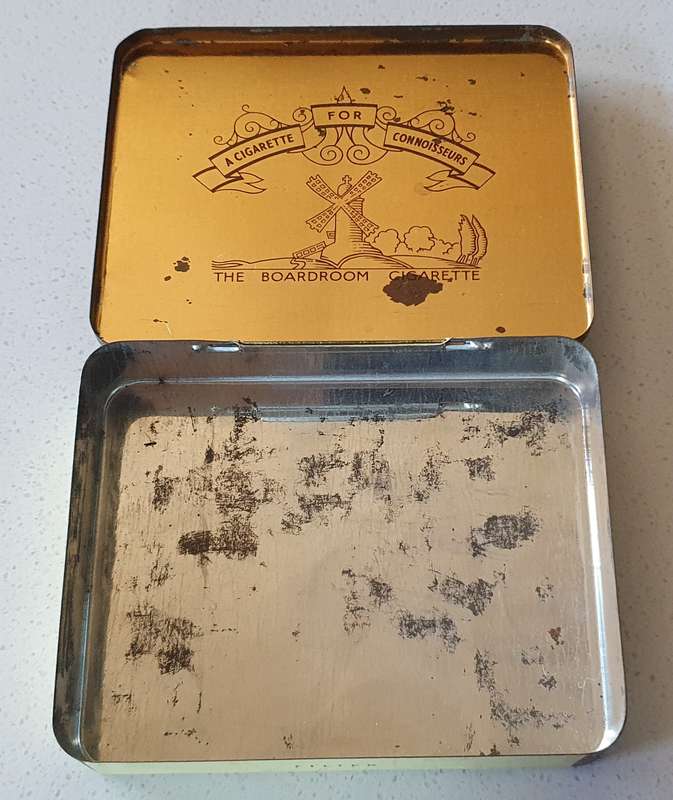 A CIGARETTE FOR CONNOISSEURS
THE BOARDROOM CIGARETTE